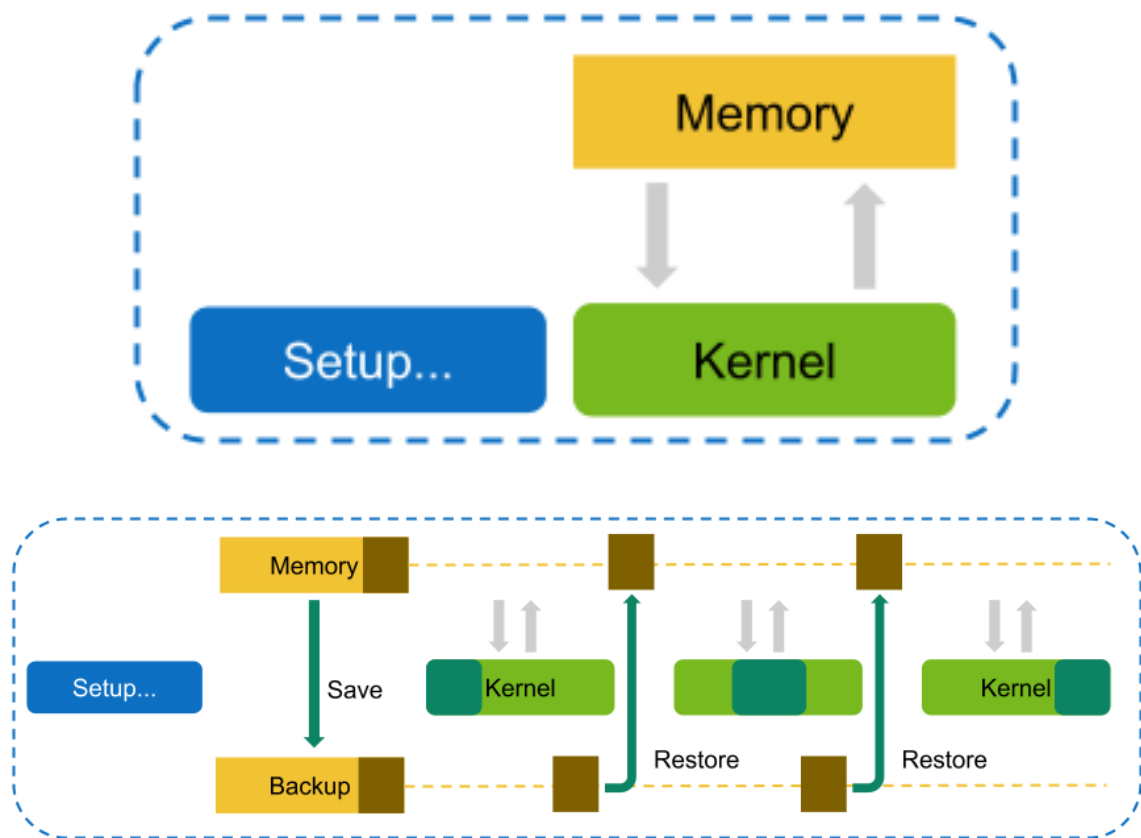 Memory
Setup...
Kernel
Memory
Setup...
Save
Kernel
Kernel
Restore
Restore
Backup